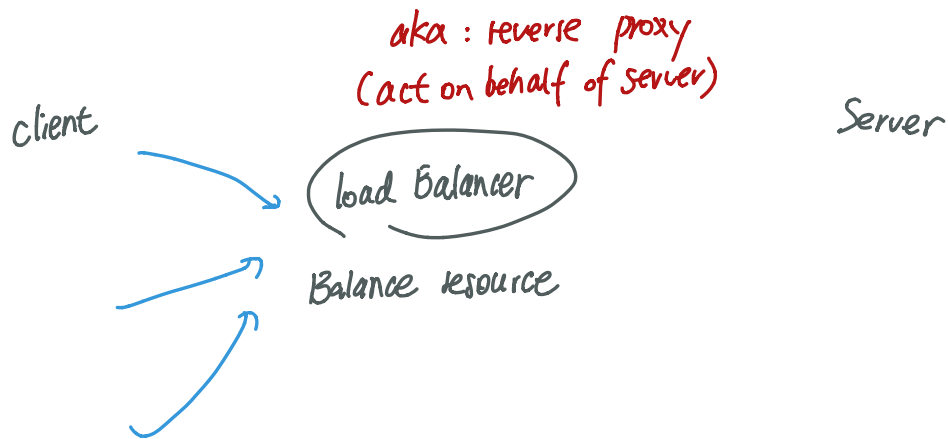 aka : reverse proxy
(act on behalf of server)
client
Server
load Balancer
Balance resource